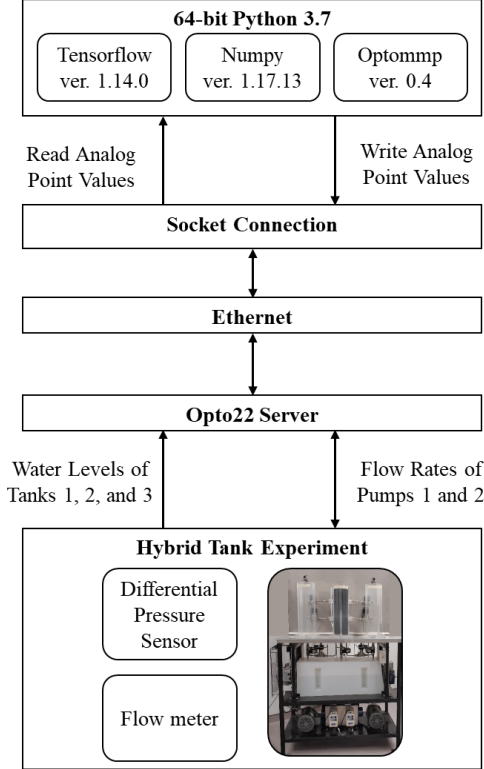 64-bit Python 3.7
Tensorflow
ver. 1.14.0
Numpy
ver. 1.17.13
Optommp
ver. 0.4
Read Analog
Point Values
Write Analog
Point Values
Socket Connection
Ethernet
Opto22 Server
Water Levels of
Tanks 1, 2, and 3
Flow Rates of
Pumps 1 and 2
Hybrid Tank Experiment
Differential
Pressure
Sensor
Flow meter